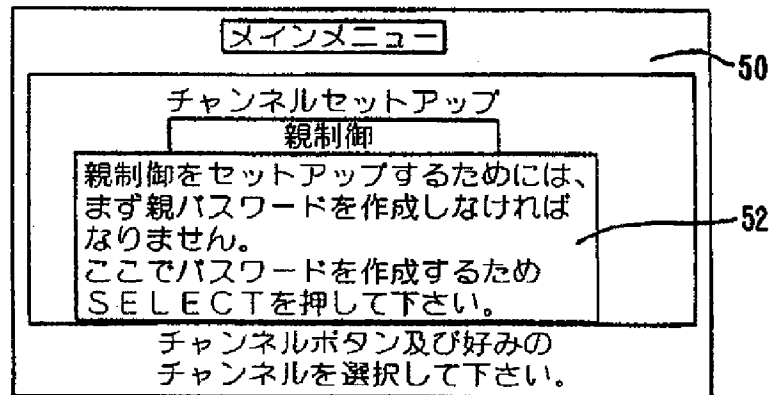 メインメニュー
50
チャンネルセットアップ
親制御
親制御をセットアップするためには、
まず親パスワードを作成しなければ
なりません。
52
ここでパスワードを作成するため
ＳＥＬＥＣＴを押して下さい。
チャンネルボタン及び好みの
チャンネルを選択して下さい。